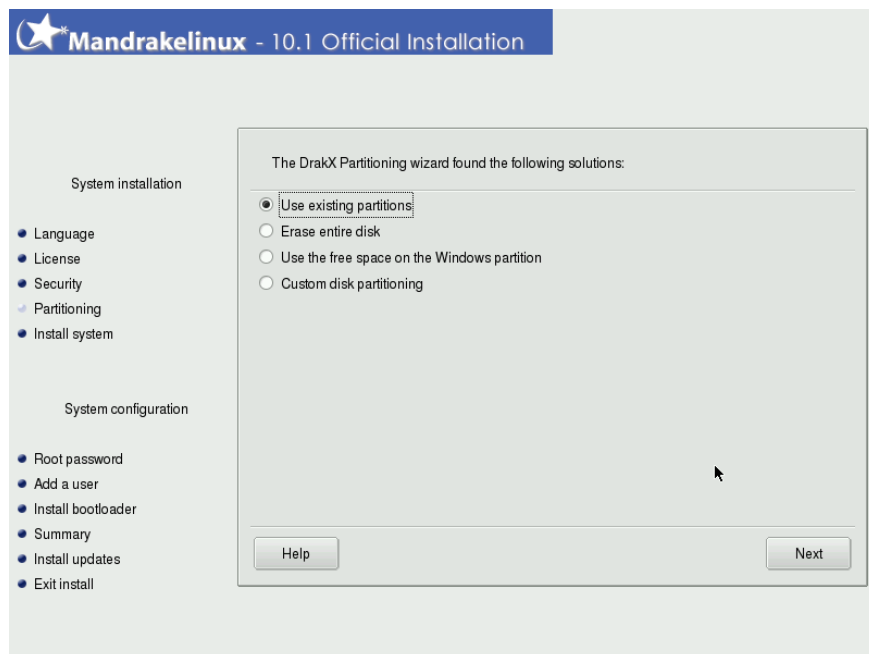 Mandrakelinux - 10.1 Official Installation
The DrakX Partitioning wizard found the following solutions:
System installation
Use existing partitions
Language
Erase entire disk
License
Use the free space on the Windows partition
Security
Custom disk partitioning
Partitioning
Install system
System configuration
Root password
Add a user
Install bootloader
Summary
Install updates
Exit install
Help
Next